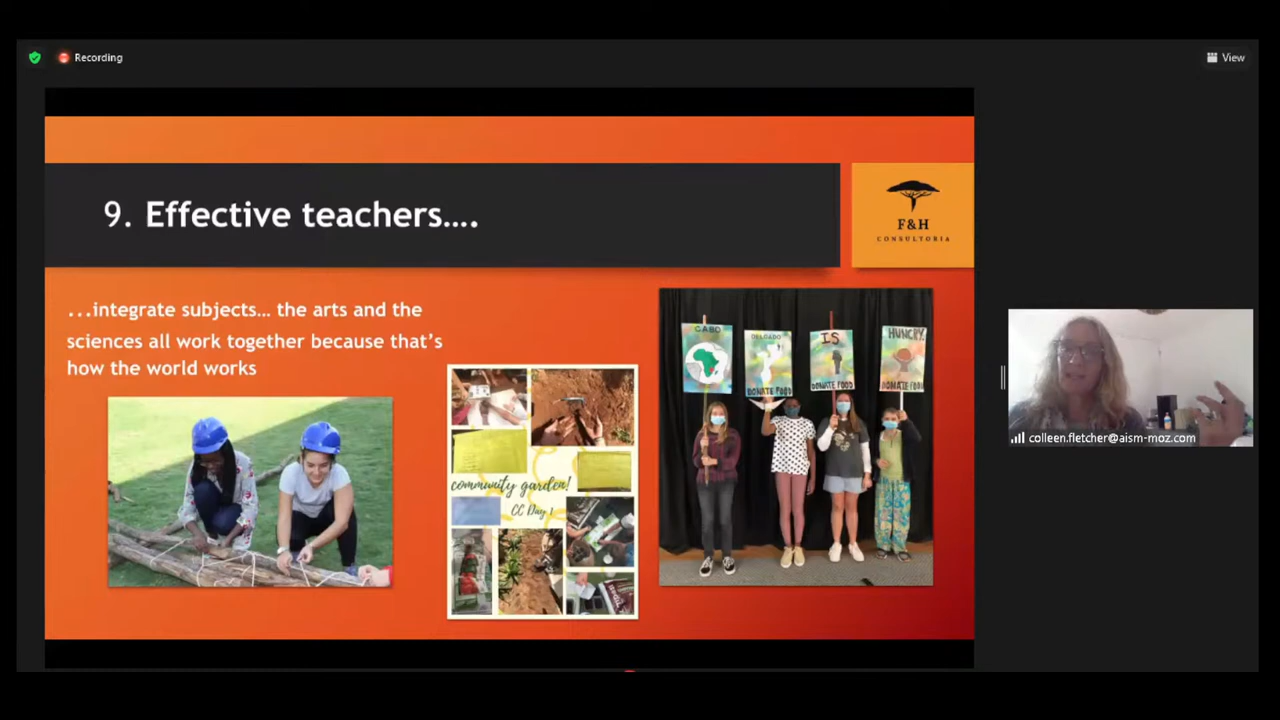 Recording
View
9. Effective teachers....
F&H
CONSULTORIA
...integrate subjects... the arts and the
sciences all work together because that's
how the world works
community garden!
CC Day 1
CABO
DELGADO
DONATE FOOD
IS
DONATE FOOD
HUNGRY.
DONATE FOOD
colleen.fletcher@aism-moz.com